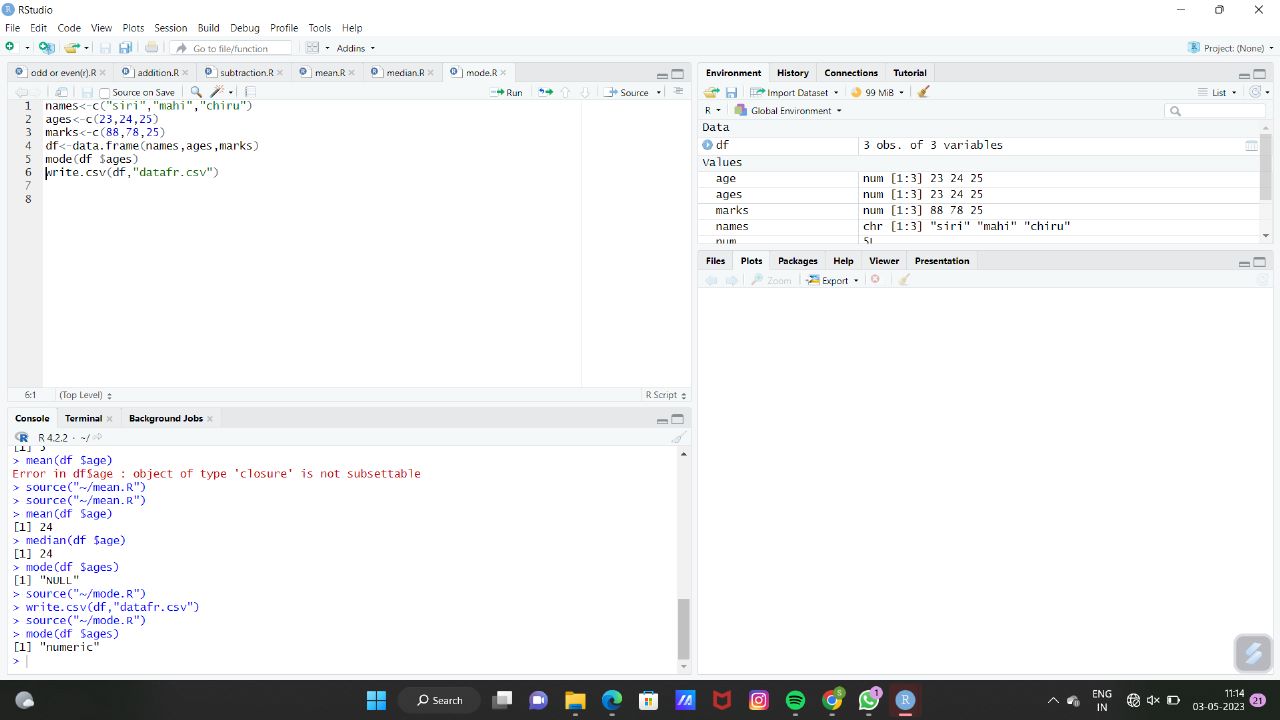 RStudio
File Edit Code View Plots Session Build Debug Profile Tools Help
Go to file/function Addins Project: (None)
odd or even(r).R addition.R subtraction.R mean.R median.R mode.R
Source on Save Run Source
1 names<-c("siri","mahi","chiru")
2 ages<-c(23,24,25)
3 marks<-c(88,78,25)
4 df<-data.frame(names,ages,marks)
5 mode(df $ages)
6 write.csv(df,"datafr.csv")
7
8
6:1 (Top Level) R Script
Console Terminal Background Jobs
R R 4.2.2 · ~/
> mean(df $age)
Error in df$age : object of type 'closure' is not subsettable
> source("~/mean.R")
> source("~/mean.R")
> mean(df $age)
[1] 24
> median(df $age)
[1] 24
> mode(df $ages)
[1] "NULL"
> source("~/mode.R")
> write.csv(df,"datafr.csv")
> source("~/mode.R")
> mode(df $ages)
[1] "numeric"
>
Environment History Connections Tutorial
Import Dataset 99 MiB List
R Global Environment
Data
df 3 obs. of 3 variables
Values
age num [1:3] 23 24 25
ages num [1:3] 23 24 25
marks num [1:3] 88 78 25
names chr [1:3] "siri" "mahi" "chiru"
num 5L
Files Plots Packages Help Viewer Presentation
Zoom Export
Search
ENG
IN
11:14
03-05-2023
21